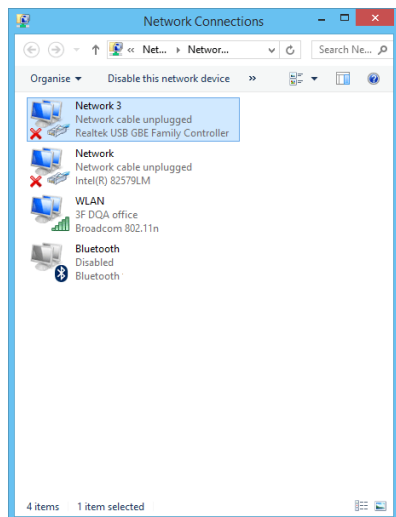 Network Connections
« Net... Networ... Search Ne...
Organise Disable this network device »
Network 3
Network cable unplugged
Realtek USB GBE Family Controller
Network
Network cable unplugged
Intel(R) 82579LM
WLAN
3F DQA office
Broadcom 802.11n
Bluetooth
Disabled
Bluetooth
4 items 1 item selected